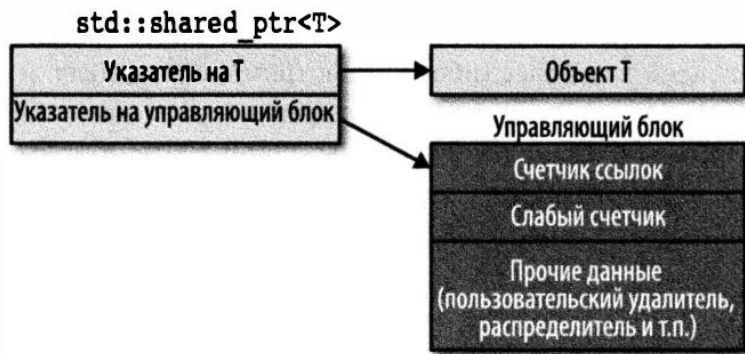 std::shared_ptr<T>
Указатель на T
Объект T
Указатель на управляющий блок
Управляющий блок
Счетчик ссылок
Слабый счетчик
Прочие данные
(пользовательский удалитель,
распределитель и т.п.)